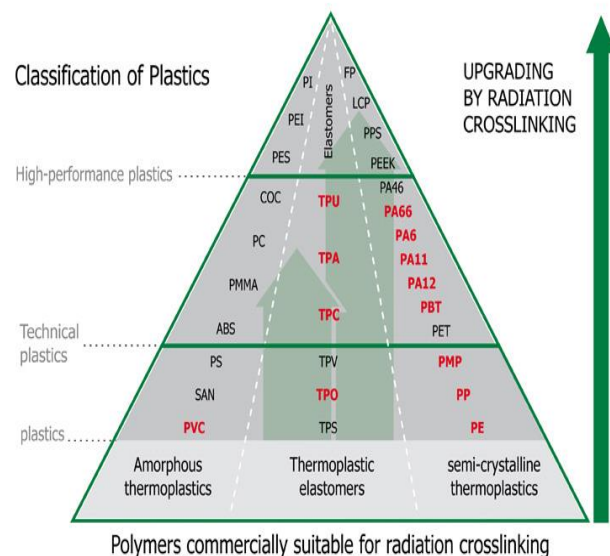 Classification of Plastics
UPGRADING
BY RADIATION
CROSSLINKING
PI
Elastomers
FP
LCP
PEI
PPS
PES
PEEK
High-performance plastics
COC
TPU
PA46
PA66
PC
PA6
TPA
PA11
PMMA
PA12
TPC
PBT
ABS
PET
Technical
plastics
PS
TPV
PMP
SAN
TPO
PP
plastics
PVC
TPS
PE
Amorphous
thermoplastics
Thermoplastic
elastomers
semi-crystalline
thermoplastics
Polymers commercially suitable for radiation crosslinking